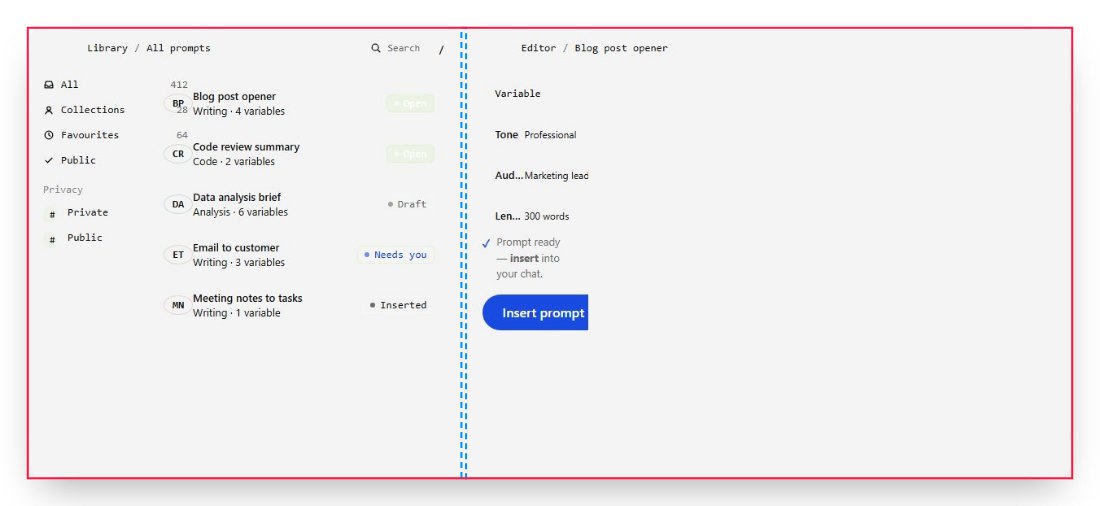 Library / All prompts
Search /
All 412
Collections 28
Favourites 64
Public
Privacy
# Private
# Public
BP Blog post opener
Writing · 4 variables
Open
CR Code review summary
Code · 2 variables
Open
DA Data analysis brief
Analysis · 6 variables
Draft
ET Email to customer
Writing · 3 variables
Needs you
MN Meeting notes to tasks
Writing · 1 variable
Inserted
Editor / Blog post opener
Variable
Tone Professional
Aud... Marketing lead
Len... 300 words
Prompt ready
— insert into
your chat.
Insert prompt